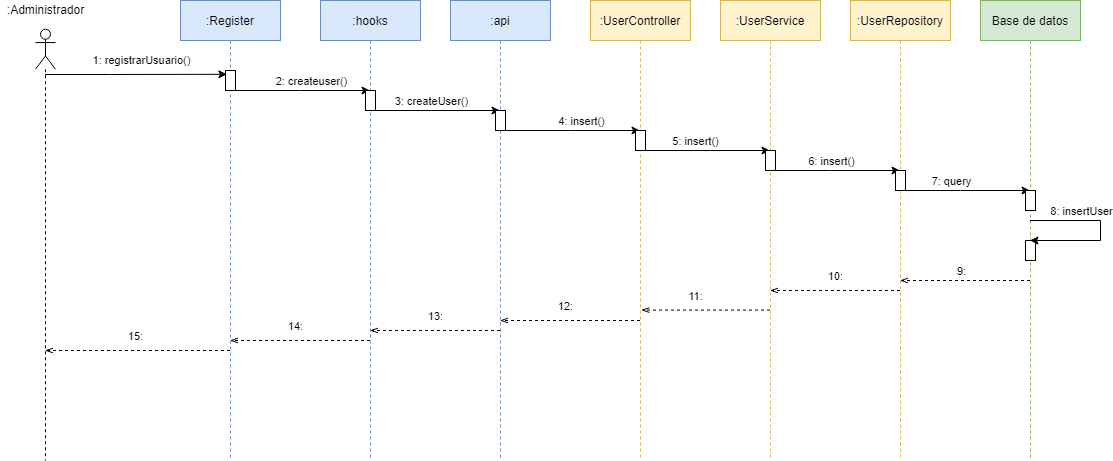 :Administrador
:Register
:hooks
:api
:UserController
:UserService
:UserRepository
Base de datos
1: registrarUsuario()
2: createuser()
3: createUser()
4: insert()
5: insert()
6: insert()
7: query
8: insertUser
9:
10:
11:
12:
13:
14:
15: